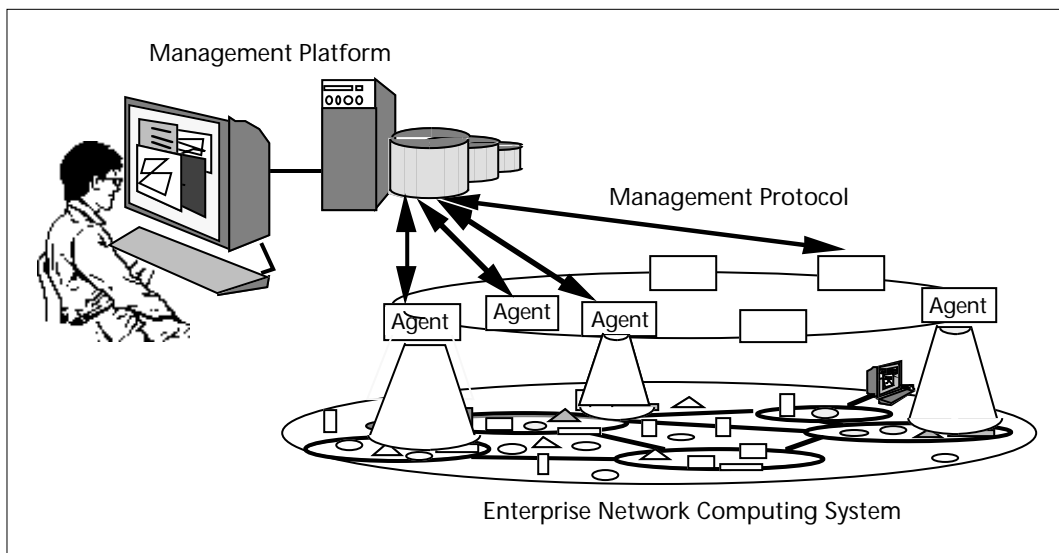 Management Platform
Management Protocol
Agent
Agent
Agent
Agent
Enterprise Network Computing System